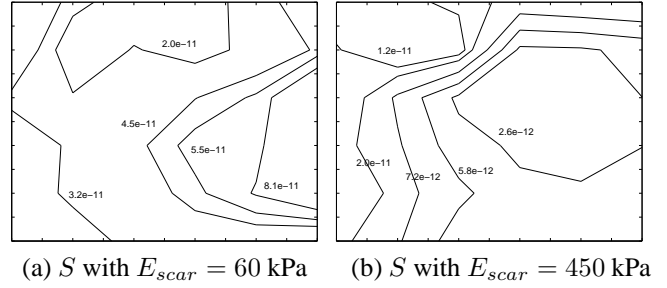 2.0e−11
4.5e−11
5.5e−11
3.2e−11
8.1e−11
1.2e−11
2.6e−12
2.0e−11
7.2e−12
5.8e−12
(a) S with E_scar = 60 kPa
(b) S with E_scar = 450 kPa